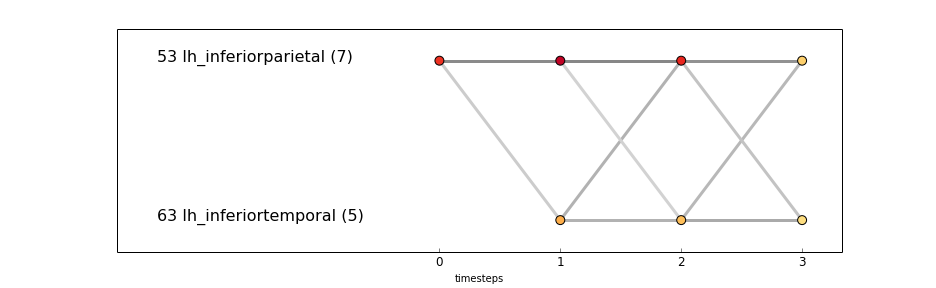 53 lh_inferiorparietal (7)
63 lh_inferiortemporal (5)
0 1 2 3
timesteps